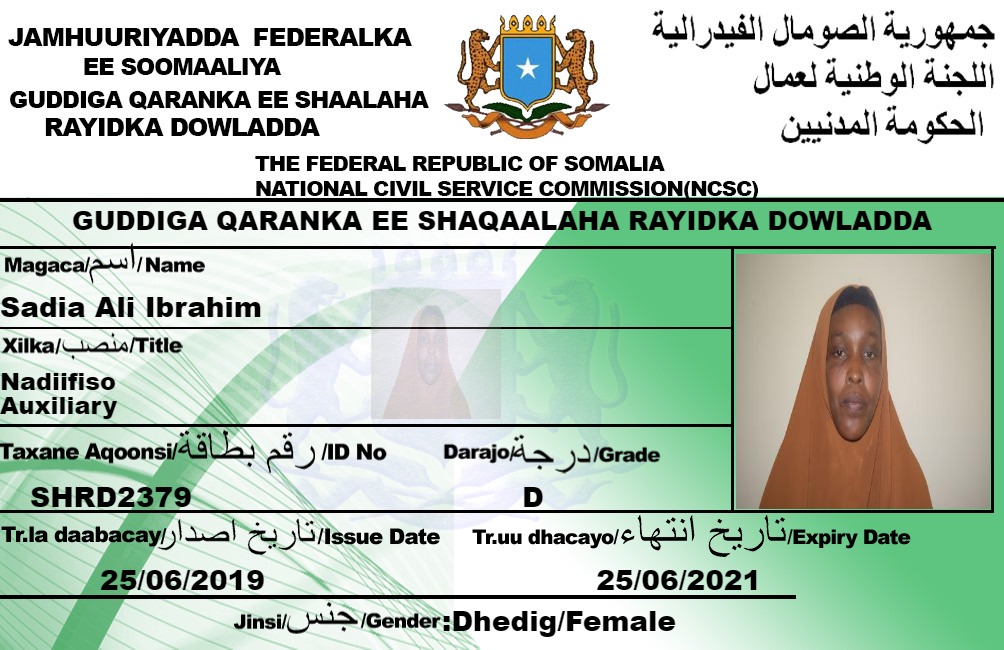 JAMHUURIYADDA FEDERALKA
EE SOOMAALIYA
GUDDIGA QARANKA EE SHAALAHA
RAYIDKA DOWLADDA
جمهورية الصومال الفيدرالية
اللجنة الوطنية لعمال
الحكومة المدنيين
THE FEDERAL REPUBLIC OF SOMALIA
NATIONAL CIVIL SERVICE COMMISSION(NCSC)
GUDDIGA QARANKA EE SHAQAALAHA RAYIDKA DOWLADDA
Magaca/اسم/Name
Sadia Ali Ibrahim
Xilka/منصب/Title
Nadiifiso
Auxiliary
Taxane Aqoonsi/رقم بطاقة/ID No Darajo/درجة/Grade
SHRD2379 D
Tr.la daabacay/تاريخ اصدار/Issue Date Tr.uu dhacayo/تاريخ انتهاء/Expiry Date
25/06/2019 25/06/2021
Jinsi/جنس/Gender:Dhedig/Female